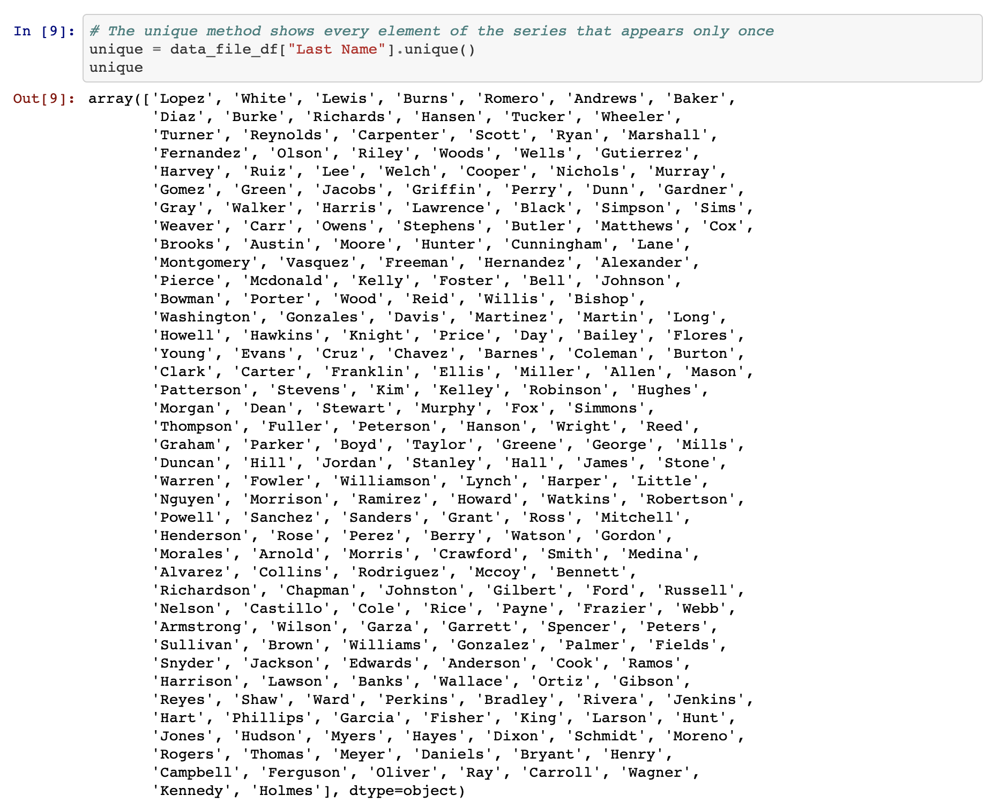 In [9]: # The unique method shows every element of the series that appears only once
unique = data_file_df["Last Name"].unique()
unique
Out[9]: array(['Lopez', 'White', 'Lewis', 'Burns', 'Romero', 'Andrews', 'Baker',
'Diaz', 'Burke', 'Richards', 'Hansen', 'Tucker', 'Wheeler',
'Turner', 'Reynolds', 'Carpenter', 'Scott', 'Ryan', 'Marshall',
'Fernandez', 'Olson', 'Riley', 'Woods', 'Wells', 'Gutierrez',
'Harvey', 'Ruiz', 'Lee', 'Welch', 'Cooper', 'Nichols', 'Murray',
'Gomez', 'Green', 'Jacobs', 'Griffin', 'Perry', 'Dunn', 'Gardner',
'Gray', 'Walker', 'Harris', 'Lawrence', 'Black', 'Simpson', 'Sims',
'Weaver', 'Carr', 'Owens', 'Stephens', 'Butler', 'Matthews', 'Cox',
'Brooks', 'Austin', 'Moore', 'Hunter', 'Cunningham', 'Lane',
'Montgomery', 'Vasquez', 'Freeman', 'Hernandez', 'Alexander',
'Pierce', 'Mcdonald', 'Kelly', 'Foster', 'Bell', 'Johnson',
'Bowman', 'Porter', 'Wood', 'Reid', 'Willis', 'Bishop',
'Washington', 'Gonzales', 'Davis', 'Martinez', 'Martin', 'Long',
'Howell', 'Hawkins', 'Knight', 'Price', 'Day', 'Bailey', 'Flores',
'Young', 'Evans', 'Cruz', 'Chavez', 'Barnes', 'Coleman', 'Burton',
'Clark', 'Carter', 'Franklin', 'Ellis', 'Miller', 'Allen', 'Mason',
'Patterson', 'Stevens', 'Kim', 'Kelley', 'Robinson', 'Hughes',
'Morgan', 'Dean', 'Stewart', 'Murphy', 'Fox', 'Simmons',
'Thompson', 'Fuller', 'Peterson', 'Hanson', 'Wright', 'Reed',
'Graham', 'Parker', 'Boyd', 'Taylor', 'Greene', 'George', 'Mills',
'Duncan', 'Hill', 'Jordan', 'Stanley', 'Hall', 'James', 'Stone',
'Warren', 'Fowler', 'Williamson', 'Lynch', 'Harper', 'Little',
'Nguyen', 'Morrison', 'Ramirez', 'Howard', 'Watkins', 'Robertson',
'Powell', 'Sanchez', 'Sanders', 'Grant', 'Ross', 'Mitchell',
'Henderson', 'Rose', 'Perez', 'Berry', 'Watson', 'Gordon',
'Morales', 'Arnold', 'Morris', 'Crawford', 'Smith', 'Medina',
'Alvarez', 'Collins', 'Rodriguez', 'Mccoy', 'Bennett',
'Richardson', 'Chapman', 'Johnston', 'Gilbert', 'Ford', 'Russell',
'Nelson', 'Castillo', 'Cole', 'Rice', 'Payne', 'Frazier', 'Webb',
'Armstrong', 'Wilson', 'Garza', 'Garrett', 'Spencer', 'Peters',
'Sullivan', 'Brown', 'Williams', 'Gonzalez', 'Palmer', 'Fields',
'Snyder', 'Jackson', 'Edwards', 'Anderson', 'Cook', 'Ramos',
'Harrison', 'Lawson', 'Banks', 'Wallace', 'Ortiz', 'Gibson',
'Reyes', 'Shaw', 'Ward', 'Perkins', 'Bradley', 'Rivera', 'Jenkins',
'Hart', 'Phillips', 'Garcia', 'Fisher', 'King', 'Larson', 'Hunt',
'Jones', 'Hudson', 'Myers', 'Hayes', 'Dixon', 'Schmidt', 'Moreno',
'Rogers', 'Thomas', 'Meyer', 'Daniels', 'Bryant', 'Henry',
'Campbell', 'Ferguson', 'Oliver', 'Ray', 'Carroll', 'Wagner',
'Kennedy', 'Holmes'], dtype=object)